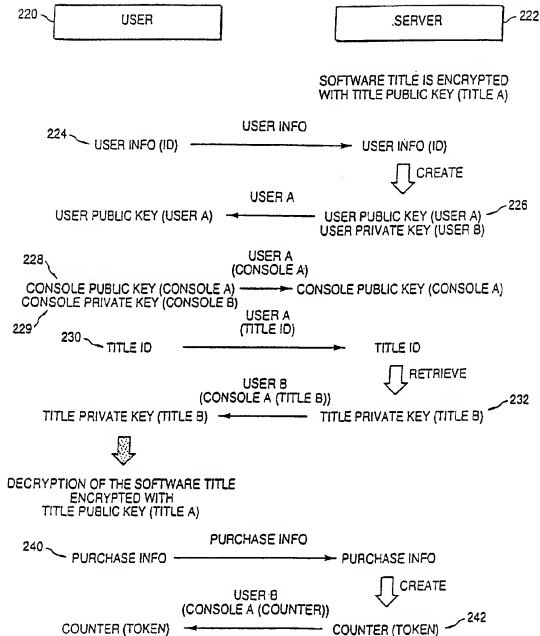 220 USER .SERVER 222
SOFTWARE TITLE IS ENCRYPTED
WITH TITLE PUBLIC KEY (TITLE A)
224 USER INFO (ID) USER INFO USER INFO (ID)
CREATE
USER A
USER PUBLIC KEY (USER A) USER PUBLIC KEY (USER A) 226
USER PRIVATE KEY (USER B)
228 USER A
(CONSOLE A)
CONSOLE PUBLIC KEY (CONSOLE A) CONSOLE PUBLIC KEY (CONSOLE A)
CONSOLE PRIVATE KEY (CONSOLE B)
229 USER A
(TITLE ID)
230 TITLE ID TITLE ID
RETRIEVE
USER B
(CONSOLE A (TITLE B))
TITLE PRIVATE KEY (TITLE B) TITLE PRIVATE KEY (TITLE B) 232
DECRYPTION OF THE SOFTWARE TITLE
ENCRYPTED WITH
TITLE PUBLIC KEY (TITLE A)
PURCHASE INFO
240 PURCHASE INFO PURCHASE INFO
CREATE
USER B
(CONSOLE A (COUNTER))
COUNTER (TOKEN) COUNTER (TOKEN) 242